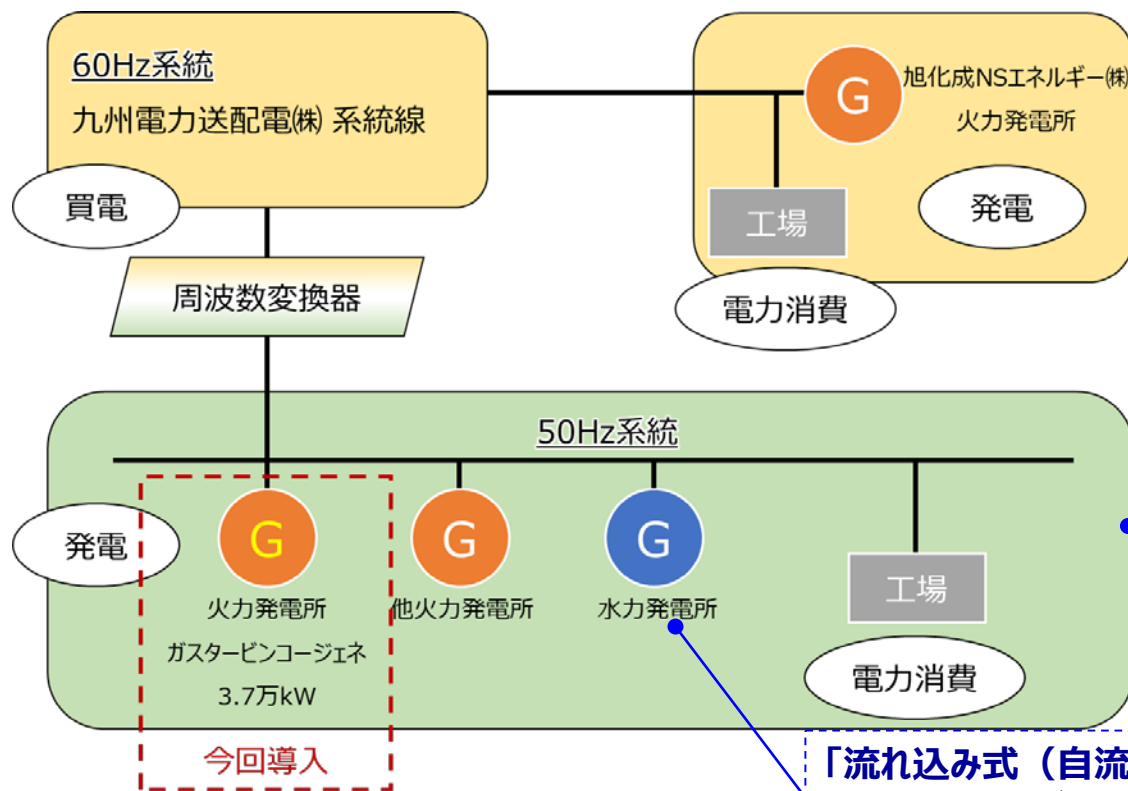 60Hz系統
九州電力送配電㈱ 系統線
買電
G
旭化成NSエネルギー㈱
火力発電所
工場
発電
電力消費
周波数変換器
50Hz系統
発電
G
G
G
火力発電所
他火力発電所
水力発電所
工場
ガスタービンコージェネ
3.7万kW
電力消費
今回導入
「流れ込み式（自流